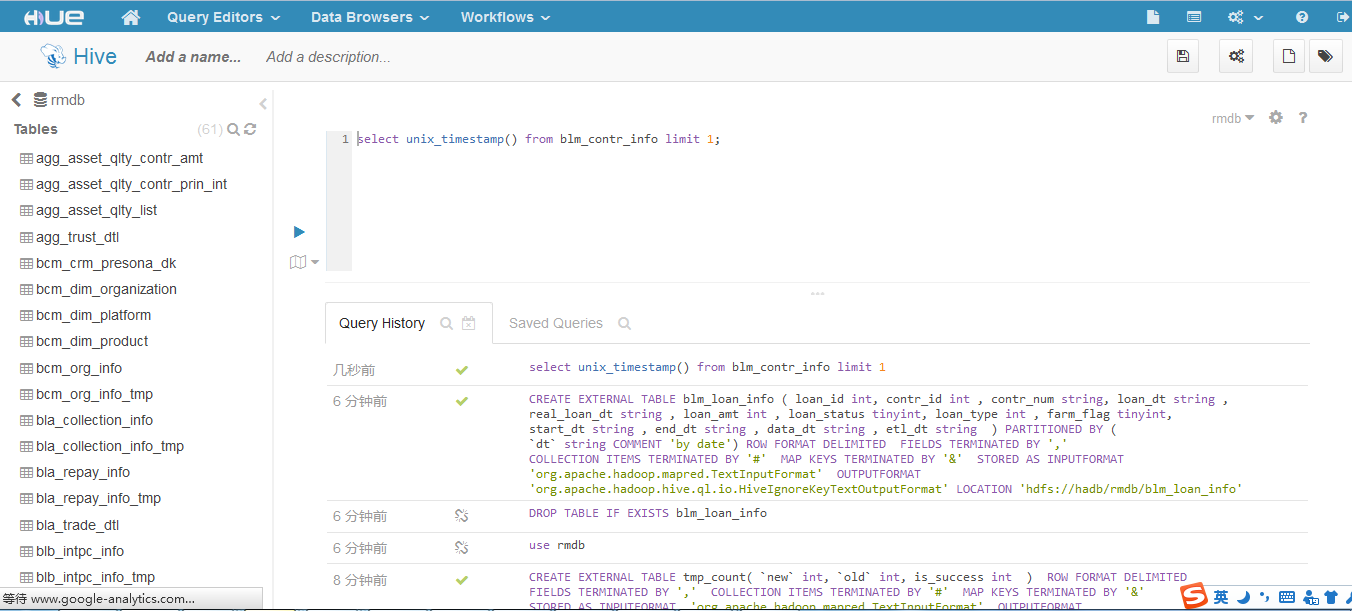 HUE Query Editors Data Browsers Workflows
Hive Add a name... Add a description...
rmdb
Tables (61)
agg_asset_qlty_contr_amt
agg_asset_qlty_contr_prin_int
agg_asset_qlty_list
agg_trust_dtl
bcm_crm_presona_dk
bcm_dim_organization
bcm_dim_platform
bcm_dim_product
bcm_org_info
bcm_org_info_tmp
bla_collection_info
bla_collection_info_tmp
bla_repay_info
bla_repay_info_tmp
bla_trade_dtl
blb_intpc_info
blb_intpc_info_tmp
等待 www.google-analytics.com...
rmdb ?
1 select unix_timestamp() from blm_contr_info limit 1;
Query History Saved Queries
几秒前 select unix_timestamp() from blm_contr_info limit 1
6 分钟前 CREATE EXTERNAL TABLE blm_loan_info ( loan_id int, contr_id int , contr_num string, loan_dt string ,
real_loan_dt string , loan_amt int , loan_status tinyint, loan_type int , farm_flag tinyint,
start_dt string , end_dt string , data_dt string , etl_dt string ) PARTITIONED BY (
`dt` string COMMENT 'by date') ROW FORMAT DELIMITED FIELDS TERMINATED BY ','
COLLECTION ITEMS TERMINATED BY '#' MAP KEYS TERMINATED BY '&' STORED AS INPUTFORMAT
'org.apache.hadoop.mapred.TextInputFormat' OUTPUTFORMAT
'org.apache.hadoop.hive.ql.io.HiveIgnoreKeyTextOutputFormat' LOCATION 'hdfs://hadb/rmdb/blm_loan_info'
6 分钟前 DROP TABLE IF EXISTS blm_loan_info
6 分钟前 use rmdb
8 分钟前 CREATE EXTERNAL TABLE tmp_count( `new` int, `old` int, is_success int ) ROW FORMAT DELIMITED
FIELDS TERMINATED BY ',' COLLECTION ITEMS TERMINATED BY '#' MAP KEYS TERMINATED BY '&'
STORED AS INPUTFORMAT 'org.apache.hadoop.mapred.TextInputFormat' OUTPUTFORMAT
S 英